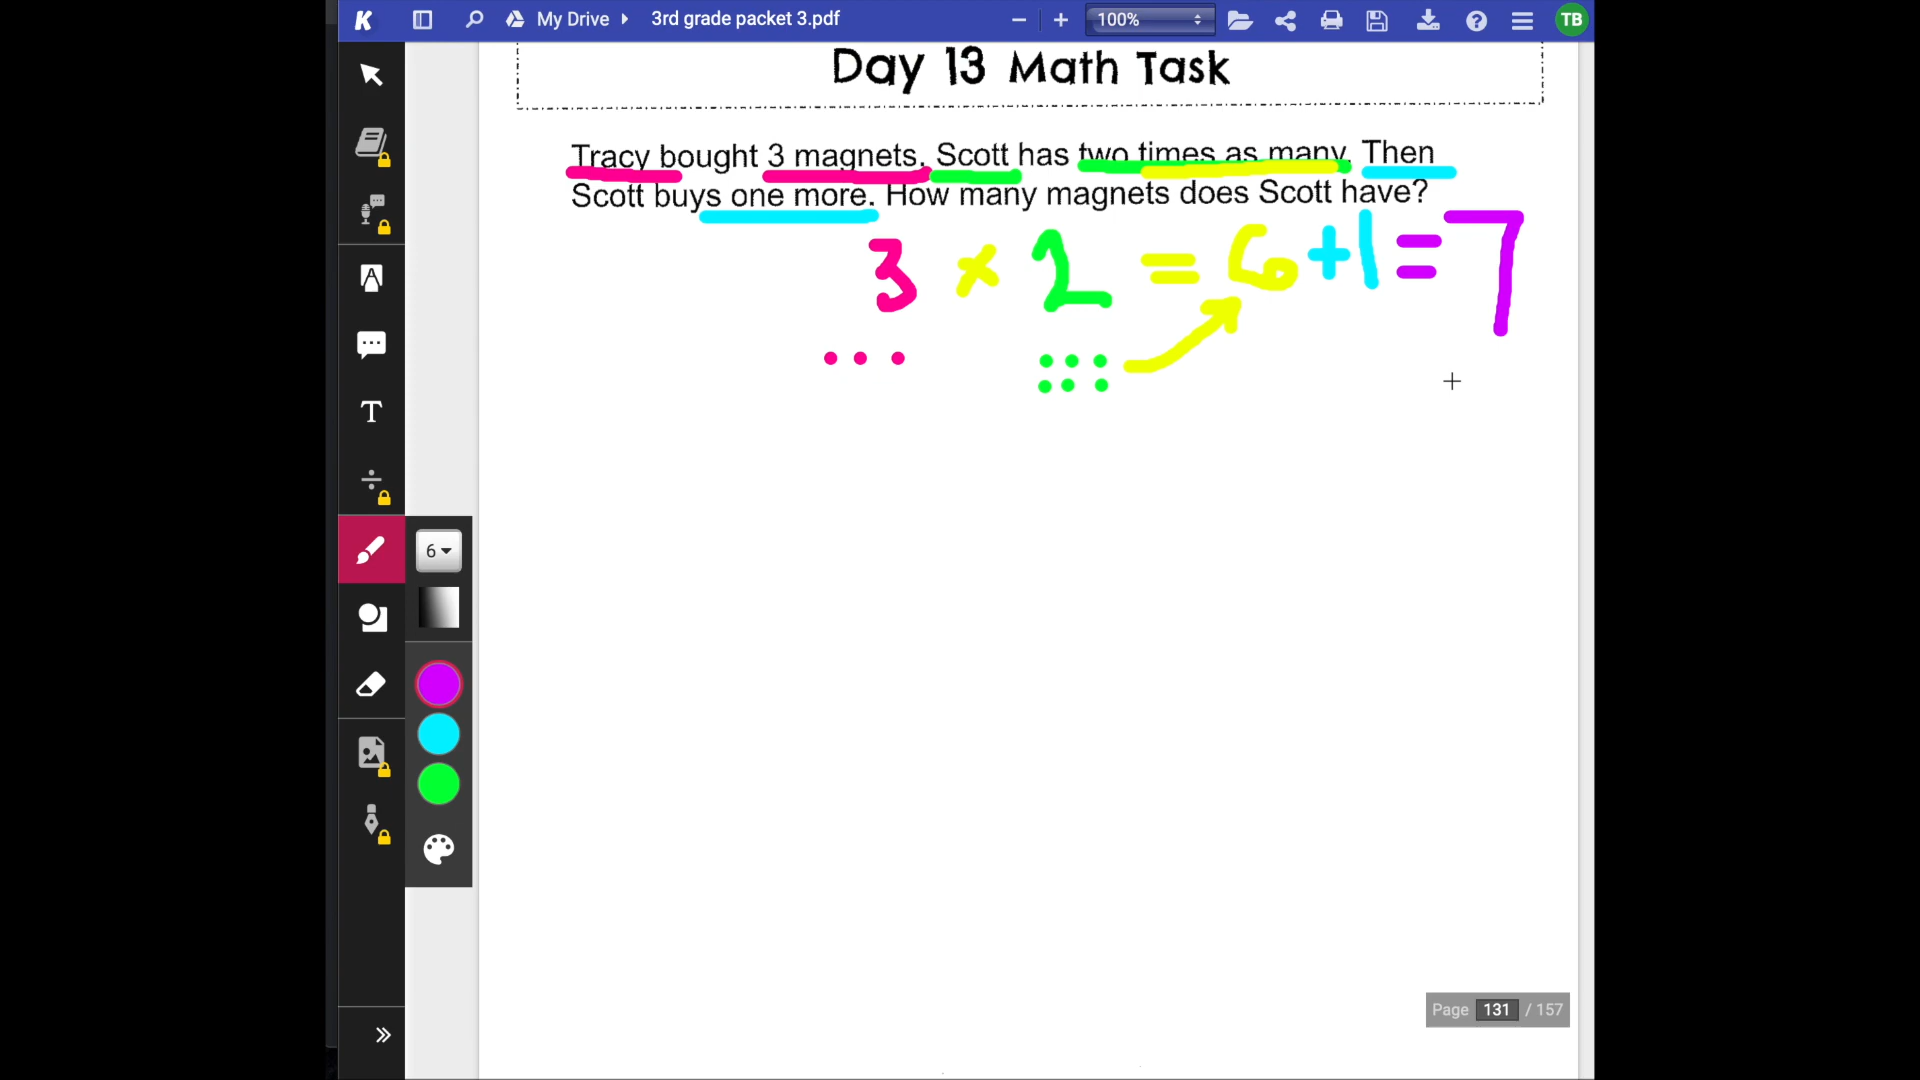 K My Drive 3rd grade packet 3.pdf − + 100% ? TB
Day 13 Math Task
Tracy bought 3 magnets. Scott has two times as many. Then
Scott buys one more. How many magnets does Scott have?
3 × 2 = 6 + 1 = 7
A
T
÷
6
Page 131 / 157